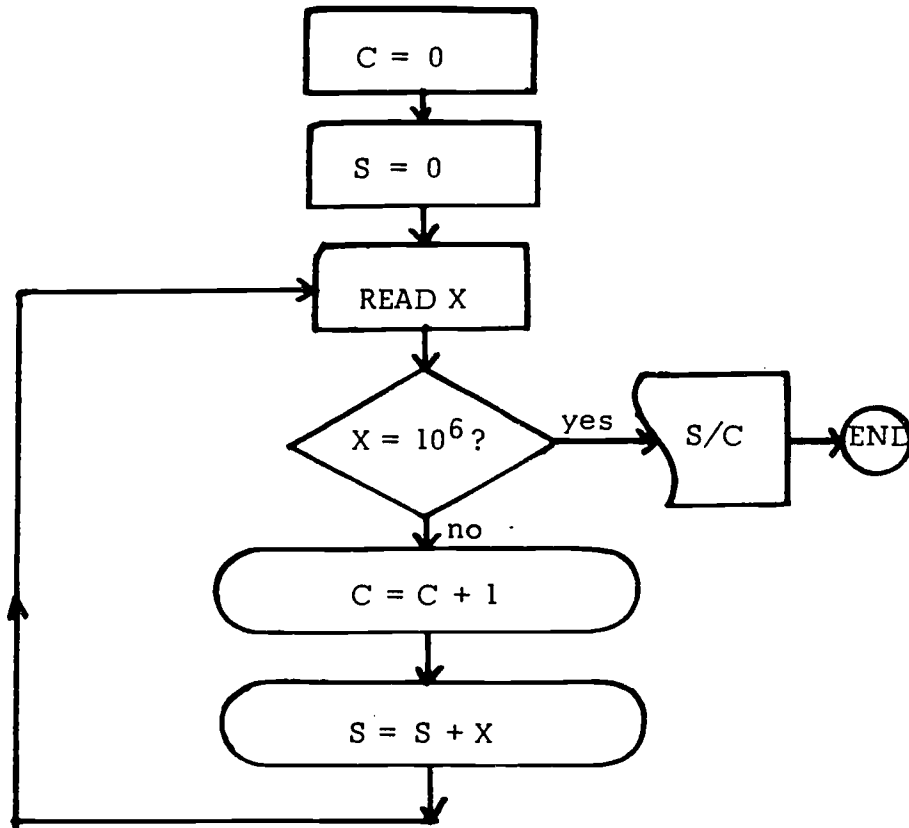 C = 0
S = 0
READ X
X = 10⁶ ?
yes
S/C
END
no
C = C + 1
S = S + X